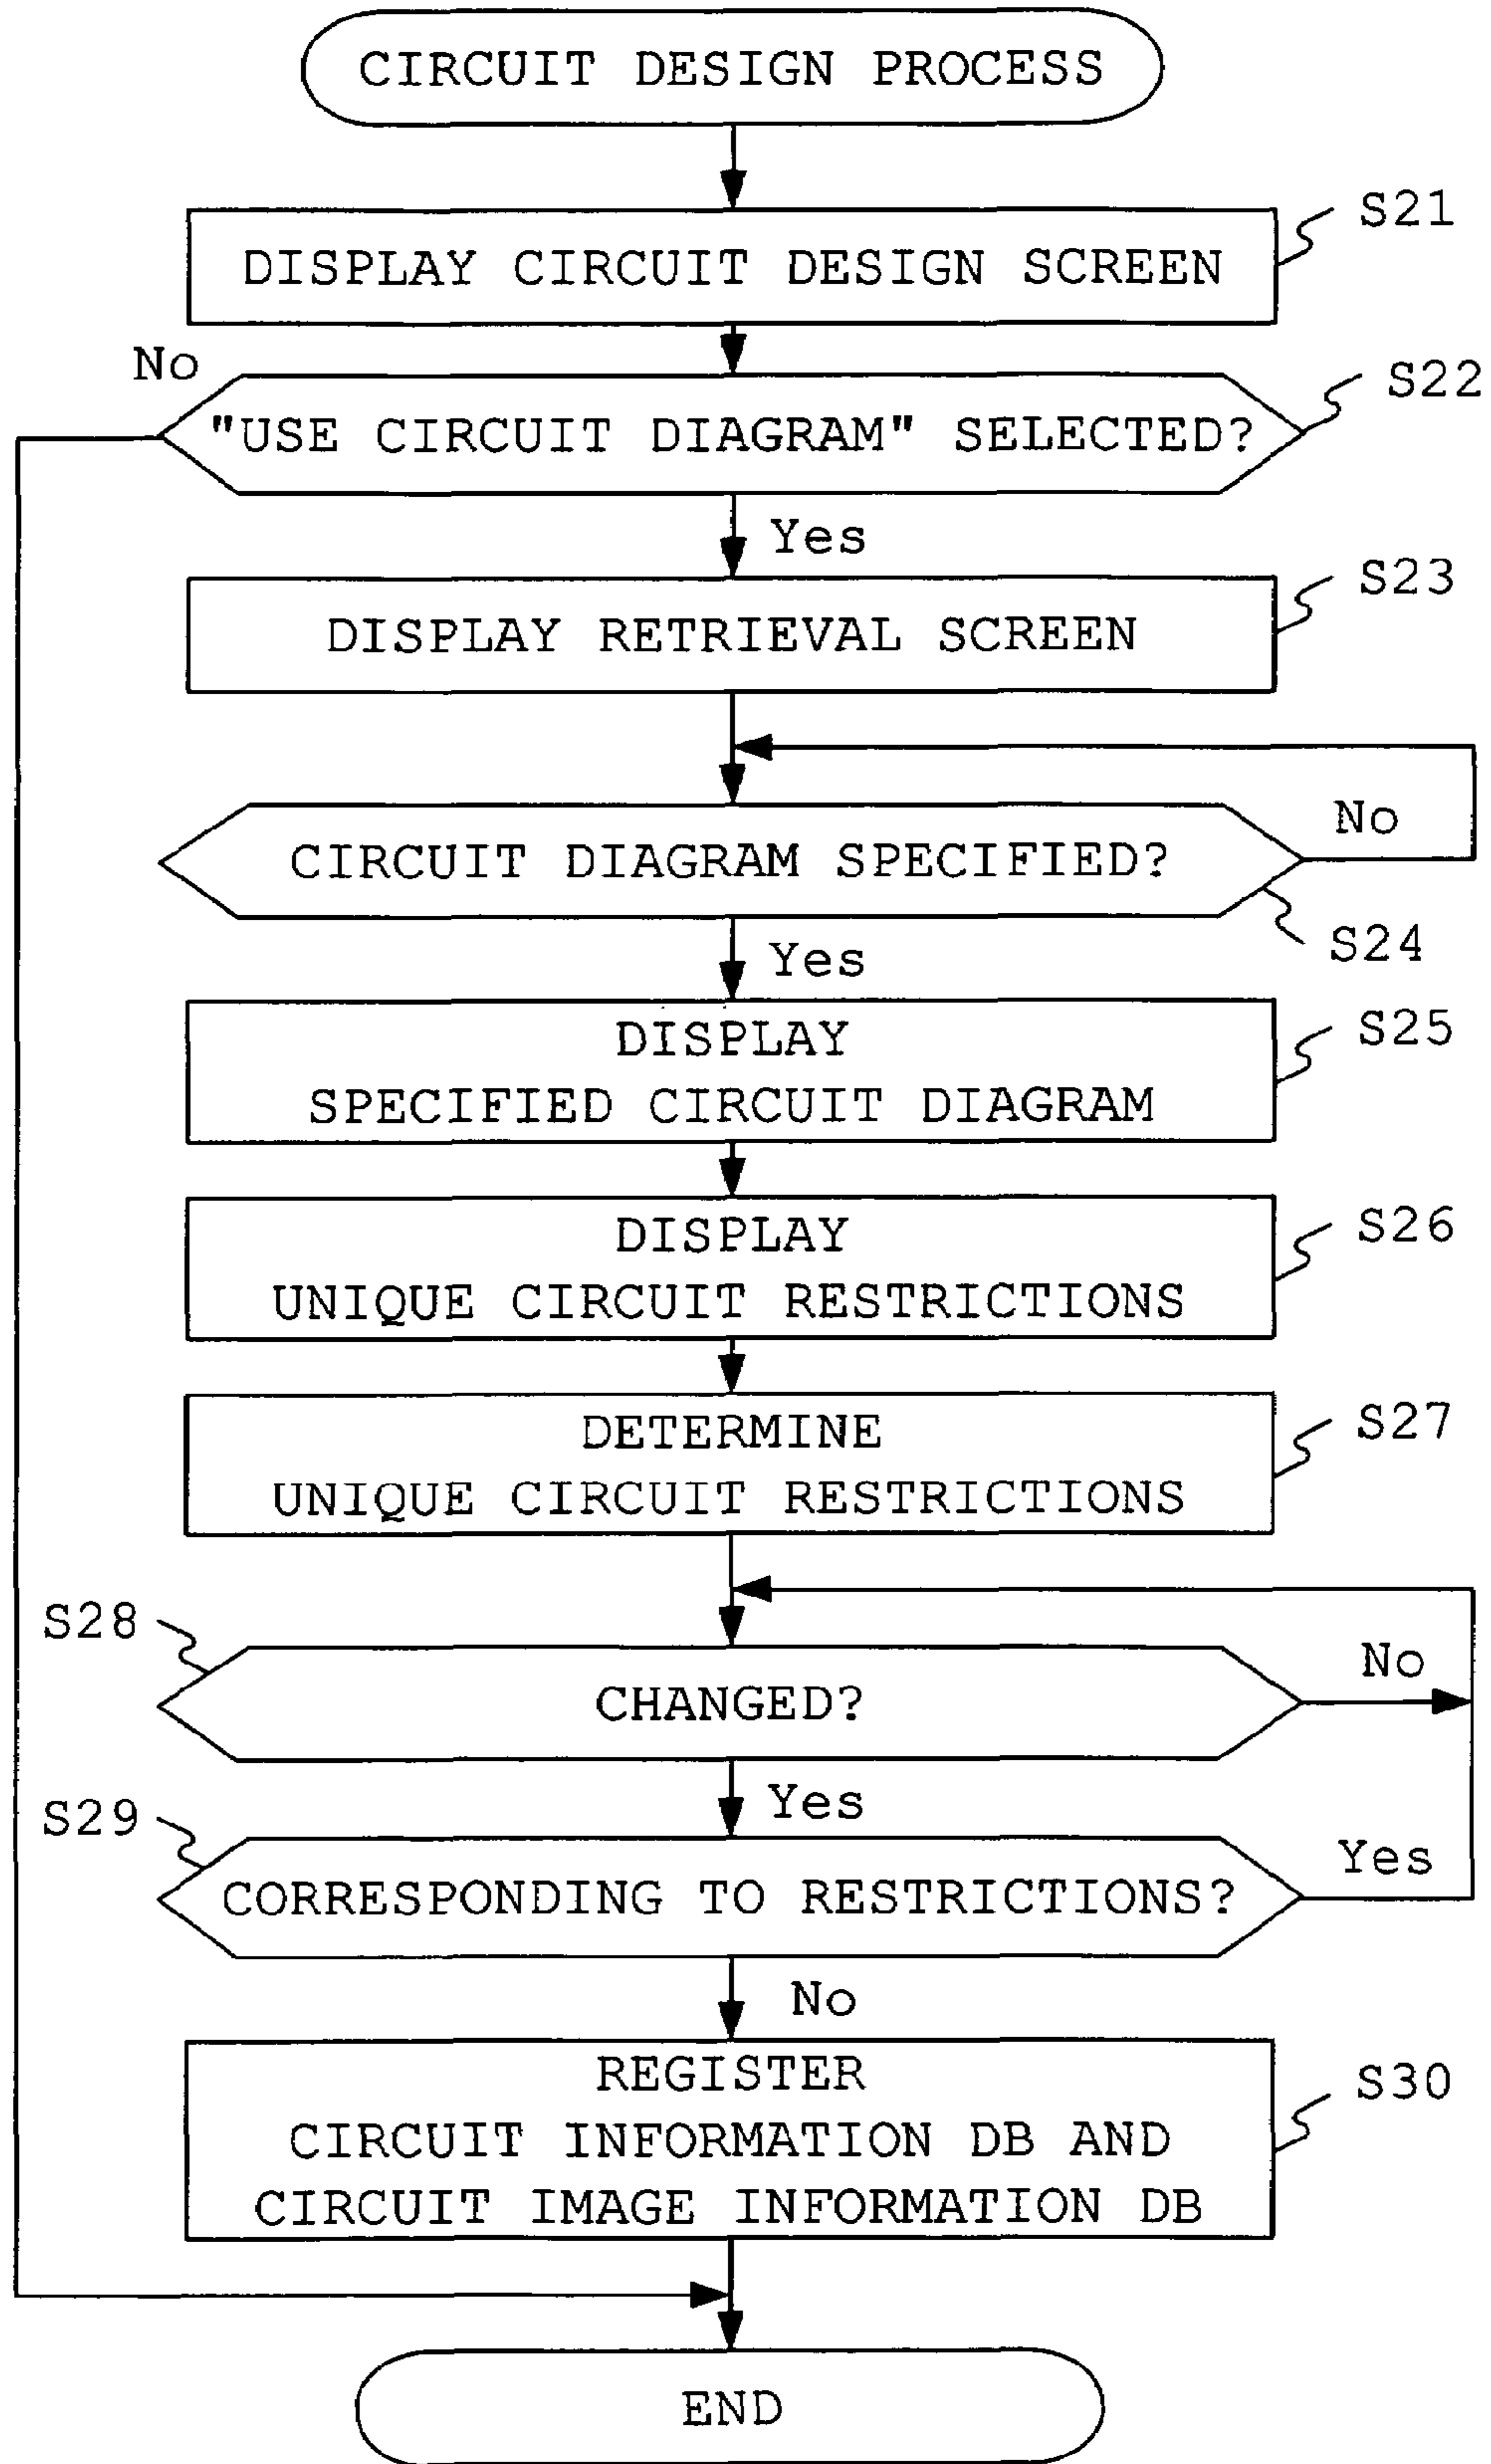 CIRCUIT DESIGN PROCESS
S21
DISPLAY CIRCUIT DESIGN SCREEN
No
S22
"USE CIRCUIT DIAGRAM" SELECTED?
Yes
S23
DISPLAY RETRIEVAL SCREEN
No
CIRCUIT DIAGRAM SPECIFIED?
S24
Yes
S25
DISPLAY
SPECIFIED CIRCUIT DIAGRAM
S26
DISPLAY
UNIQUE CIRCUIT RESTRICTIONS
S27
DETERMINE
UNIQUE CIRCUIT RESTRICTIONS
S28
No
CHANGED?
Yes
S29
Yes
CORRESPONDING TO RESTRICTIONS?
No
REGISTER
S30
CIRCUIT INFORMATION DB AND
CIRCUIT IMAGE INFORMATION DB
END